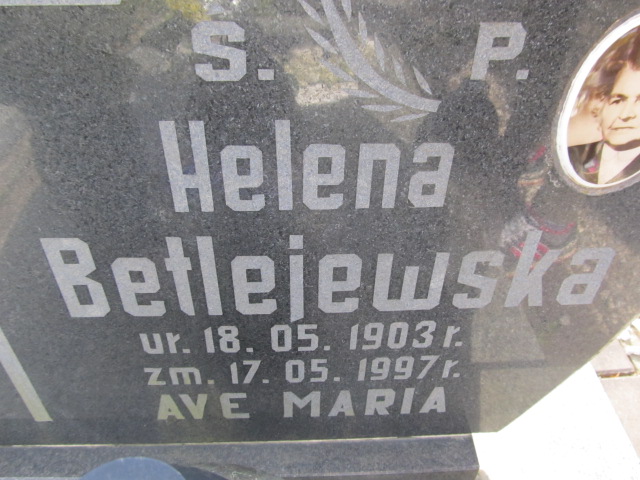 Ś. P.
Helena
Betlejewska
ur. 18. 05. 1903 r.
zm. 17. 05. 1997 r.
AVE MARIA